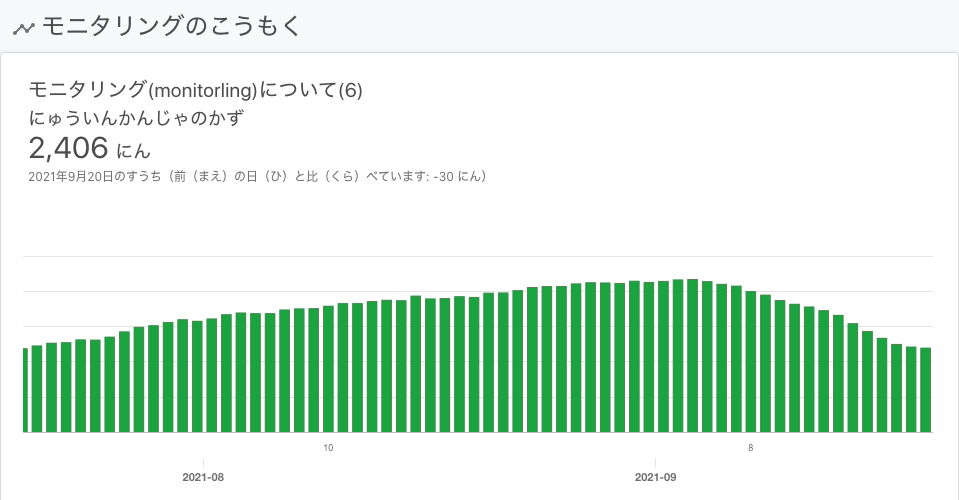 モニタリングのこうもく
モニタリング(monitorling)について(6)
にゅういんかんじゃのかず
2,406 にん
2021年9月20日のすうち（前（まえ）の日（ひ）と比（くら）べています: -30 にん）
10
8
2021-08
2021-09